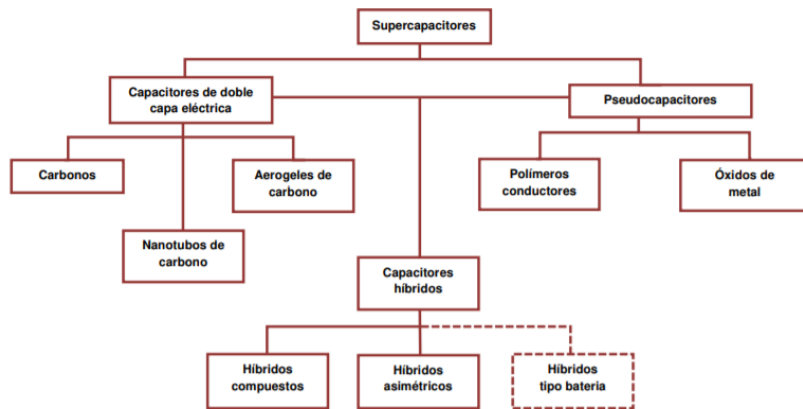 Supercapacitores
Capacitores de doble
capa eléctrica
Pseudocapacitores
Carbonos
Aerogeles de
carbono
Polímeros
conductores
Óxidos de
metal
Nanotubos de
carbono
Capacitores
híbridos
Híbridos
compuestos
Híbridos
asimétricos
Híbridos
tipo bateria